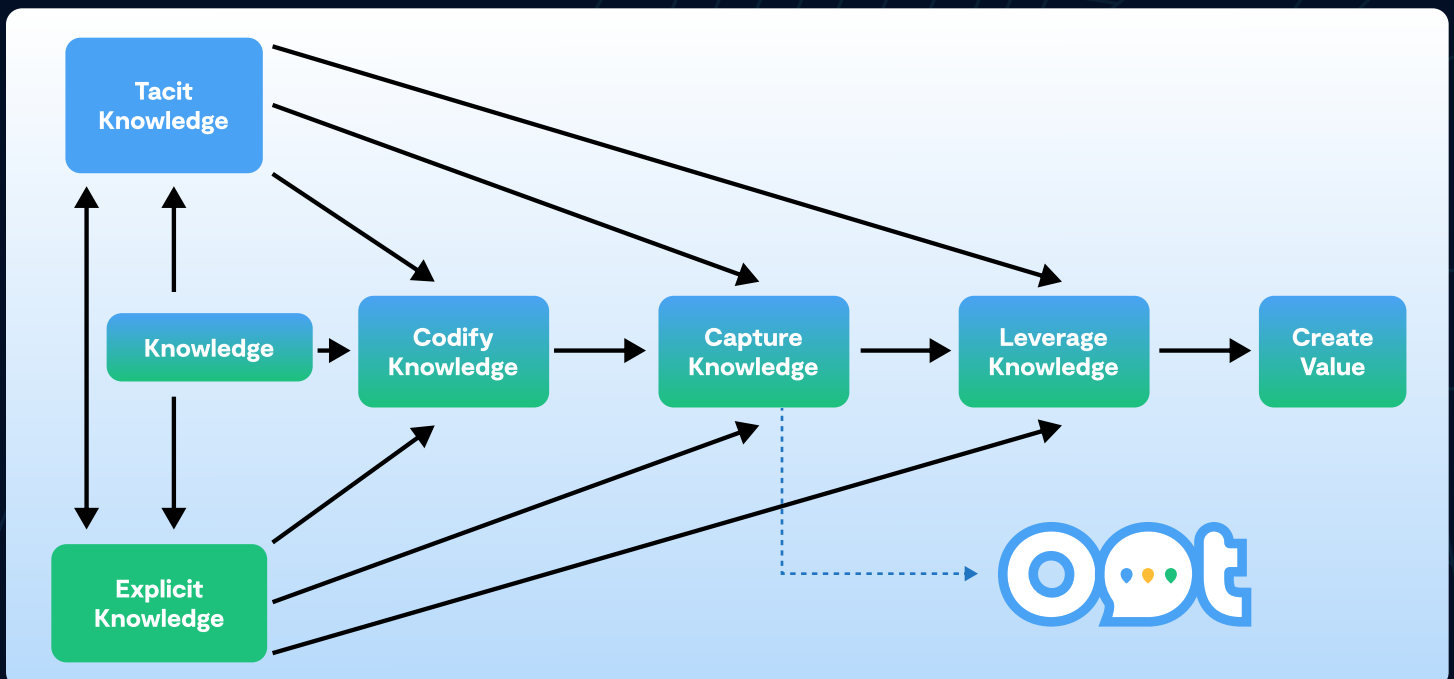 Tacit
Knowledge
Knowledge
Codify
Knowledge
Capture
Knowledge
Leverage
Knowledge
Create
Value
Explicit
Knowledge